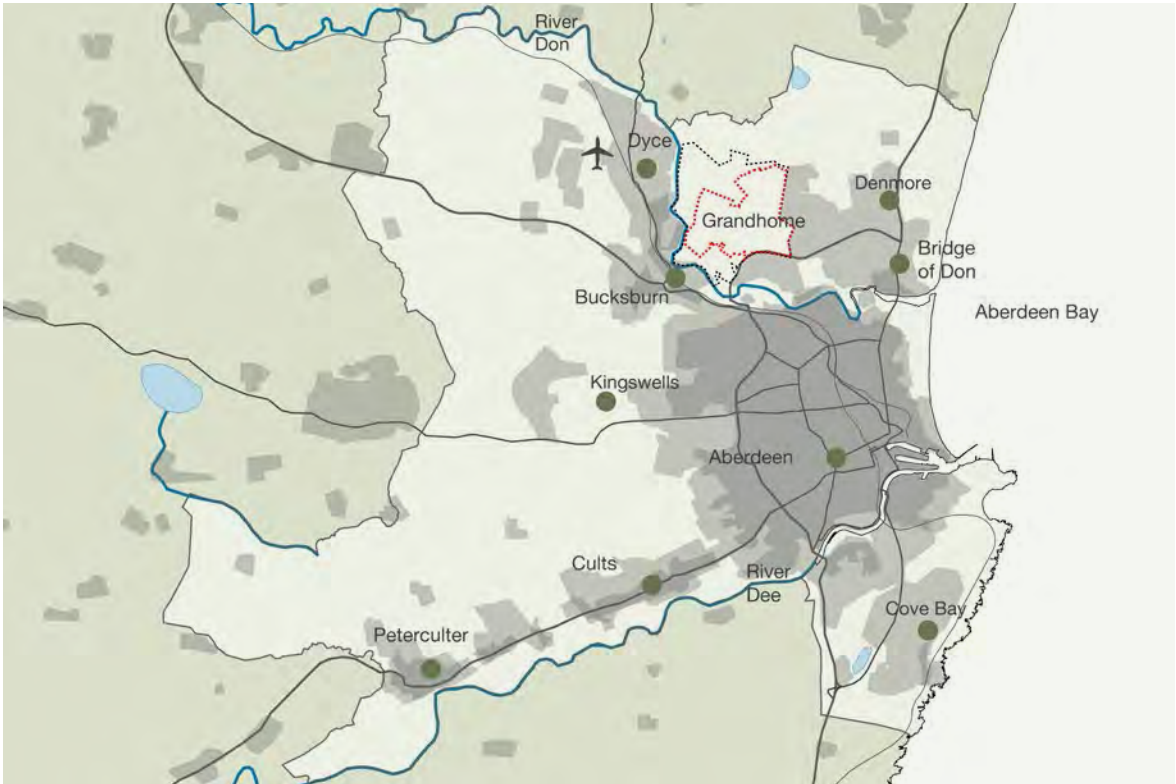 River
Don
Dyce
Denmore
Grandhome
Bridge
of Don
Bucksburn
Aberdeen Bay
Kingswells
Aberdeen
Cults
River
Dee
Cove Bay
Peterculter